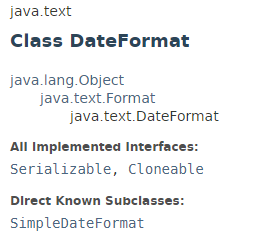 java.text
Class DateFormat
java.lang.Object
java.text.Format
java.text.DateFormat
All Implemented Interfaces:
Serializable, Cloneable
Direct Known Subclasses:
SimpleDateFormat